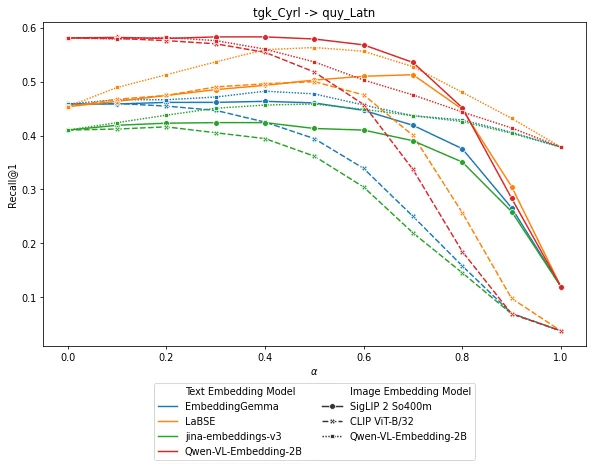 tgk_Cyrl -> quy_Latn
Recall@1
0.6
0.5
0.4
0.3
0.2
0.1
0.0 0.2 0.4 0.6 0.8 1.0
α
Text Embedding Model Image Embedding Model
EmbeddingGemma SigLIP 2 So400m
LaBSE CLIP ViT-B/32
jina-embeddings-v3 Qwen-VL-Embedding-2B
Qwen-VL-Embedding-2B